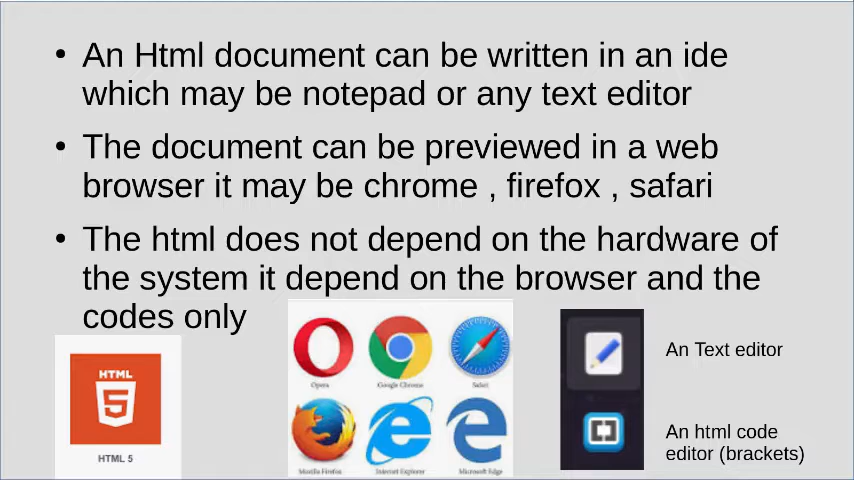 • An Html document can be written in an ide
which may be notepad or any text editor
• The document can be previewed in a web
browser it may be chrome , firefox , safari
• The html does not depend on the hardware of
the system it depend on the browser and the
codes only
HTML
5
HTML 5
Opera
Google Chrome
Safari
Mozilla Firefox
Internet Explorer
Microsoft Edge
An Text editor
An html code
editor (brackets)